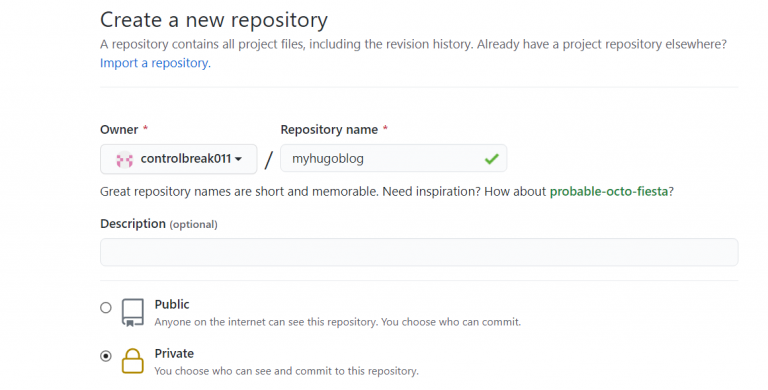 Create a new repository
A repository contains all project files, including the revision history. Already have a project repository elsewhere?
Import a repository.
Owner * Repository name *
controlbreak011 / myhugoblog
Great repository names are short and memorable. Need inspiration? How about probable-octo-fiesta?
Description (optional)
Public
Anyone on the internet can see this repository. You choose who can commit.
Private
You choose who can see and commit to this repository.